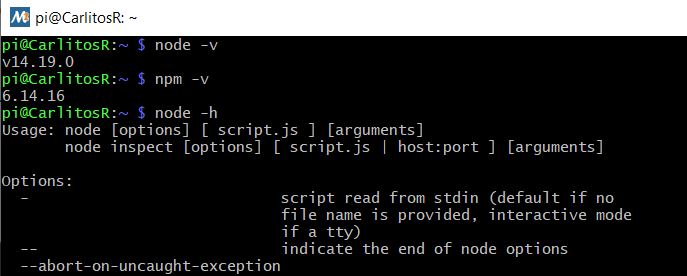 pi@CarlitosR: ~
pi@CarlitosR:~ $ node -v
v14.19.0
pi@CarlitosR:~ $ npm -v
6.14.16
pi@CarlitosR:~ $ node -h
Usage: node [options] [ script.js ] [arguments]
       node inspect [options] [ script.js | host:port ] [arguments]
Options:
  -                           script read from stdin (default if no
                              file name is provided, interactive mode
                              if a tty)
  --                          indicate the end of node options
  --abort-on-uncaught-exception